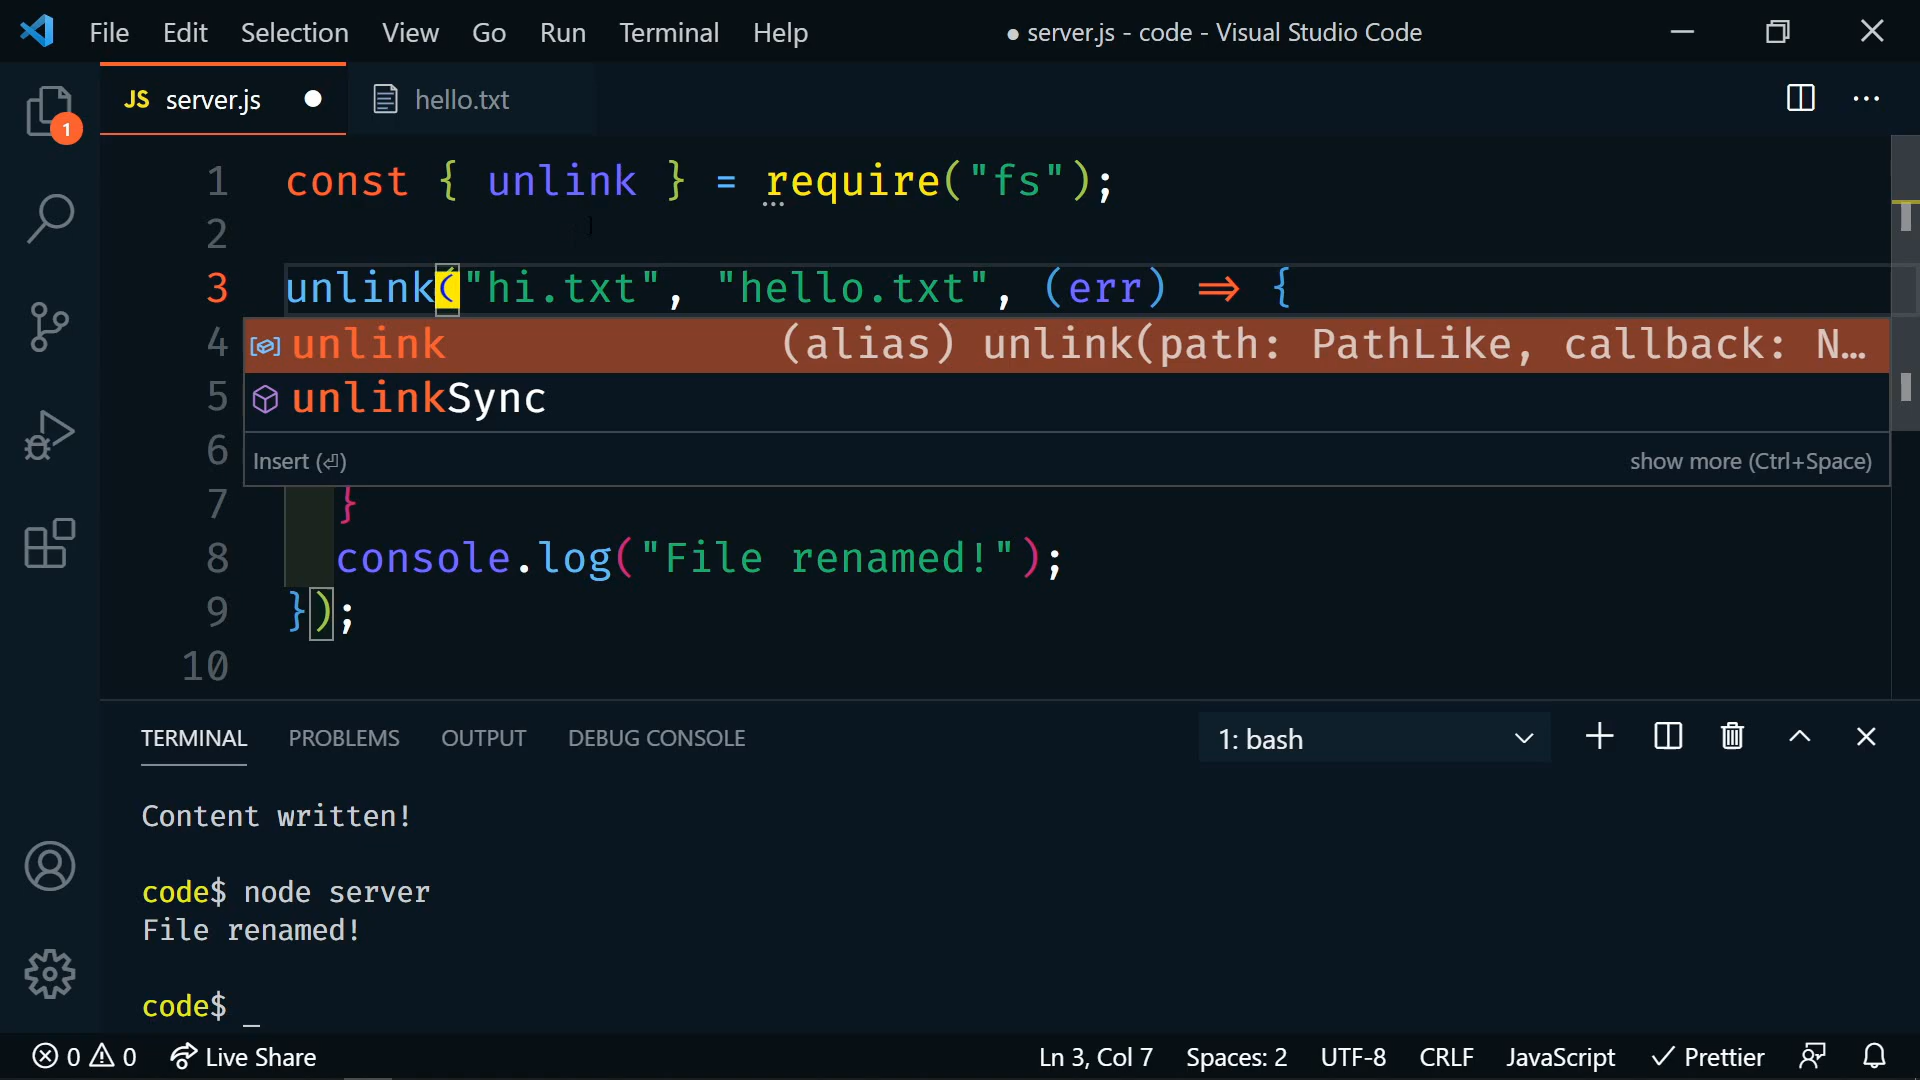 File Edit Selection View Go Run Terminal Help ● server.js - code - Visual Studio Code
JS server.js ● hello.txt ...
1
1 const { unlink } = require("fs");
2
3 unlink("hi.txt", "hello.txt", (err) => {
4 unlink (alias) unlink(path: PathLike, callback: N...
5 unlinkSync
6 Insert (⏎) show more (Ctrl+Space)
7 }
8 console.log("File renamed!");
9 });
10
TERMINAL PROBLEMS OUTPUT DEBUG CONSOLE 1: bash
Content written!
code$ node server
File renamed!
code$ _
0 0 Live Share Ln 3, Col 7 Spaces: 2 UTF-8 CRLF JavaScript ✓ Prettier